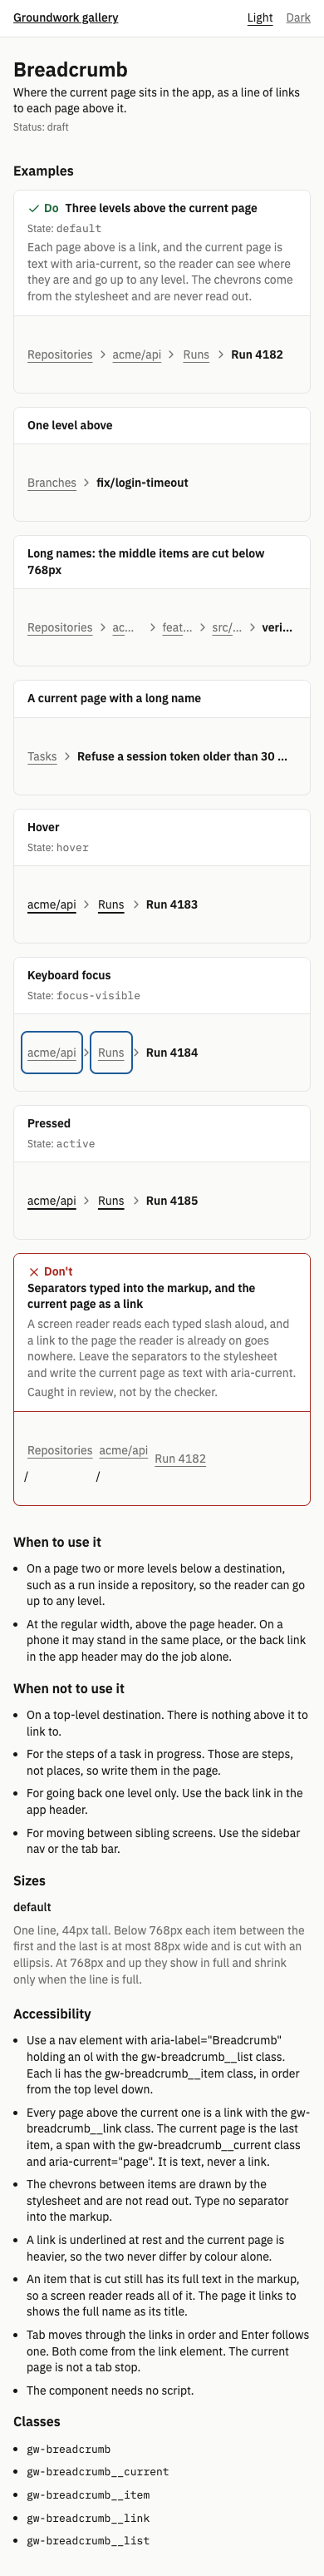 Groundwork gallery
Light Dark
Breadcrumb
Where the current page sits in the app, as a line of links
to each page above it.
Status: draft
Examples
Do Three levels above the current page
State: default
Each page above is a link, and the current page is
text with aria-current, so the reader can see where
they are and go up to any level. The chevrons come
from the stylesheet and are never read out.
Repositories acme/api Runs Run 4182
One level above
Branches fix/login-timeout
Long names: the middle items are cut below
768px
Repositories ac... feat... src/... veri...
A current page with a long name
Tasks Refuse a session token older than 30 ...
Hover
State: hover
acme/api Runs Run 4183
Keyboard focus
State: focus-visible
acme/api Runs Run 4184
Pressed
State: active
acme/api Runs Run 4185
Don't
Separators typed into the markup, and the
current page as a link
A screen reader reads each typed slash aloud, and
a link to the page the reader is already on goes
nowhere. Leave the separators to the stylesheet
and write the current page as text with aria-current.
Caught in review, not by the checker.
Repositories acme/api Run 4182
/ /
When to use it
• On a page two or more levels below a destination,
such as a run inside a repository, so the reader can go
up to any level.
• At the regular width, above the page header. On a
phone it may stand in the same place, or the back link
in the app header may do the job alone.
When not to use it
• On a top-level destination. There is nothing above it to
link to.
• For the steps of a task in progress. Those are steps,
not places, so write them in the page.
• For going back one level only. Use the back link in the
app header.
• For moving between sibling screens. Use the sidebar
nav or the tab bar.
Sizes
default
One line, 44px tall. Below 768px each item between the
first and the last is at most 88px wide and is cut with an
ellipsis. At 768px and up they show in full and shrink
only when the line is full.
Accessibility
• Use a nav element with aria-label="Breadcrumb"
holding an ol with the gw-breadcrumb__list class.
Each li has the gw-breadcrumb__item class, in order
from the top level down.
• Every page above the current one is a link with the gw-
breadcrumb__link class. The current page is the last
item, a span with the gw-breadcrumb__current class
and aria-current="page". It is text, never a link.
• The chevrons between items are drawn by the
stylesheet and are not read out. Type no separator
into the markup.
• A link is underlined at rest and the current page is
heavier, so the two never differ by colour alone.
• An item that is cut still has its full text in the markup,
so a screen reader reads all of it. The page it links to
shows the full name as its title.
• Tab moves through the links in order and Enter follows
one. Both come from the link element. The current
page is not a tab stop.
• The component needs no script.
Classes
• gw-breadcrumb
• gw-breadcrumb__current
• gw-breadcrumb__item
• gw-breadcrumb__link
• gw-breadcrumb__list